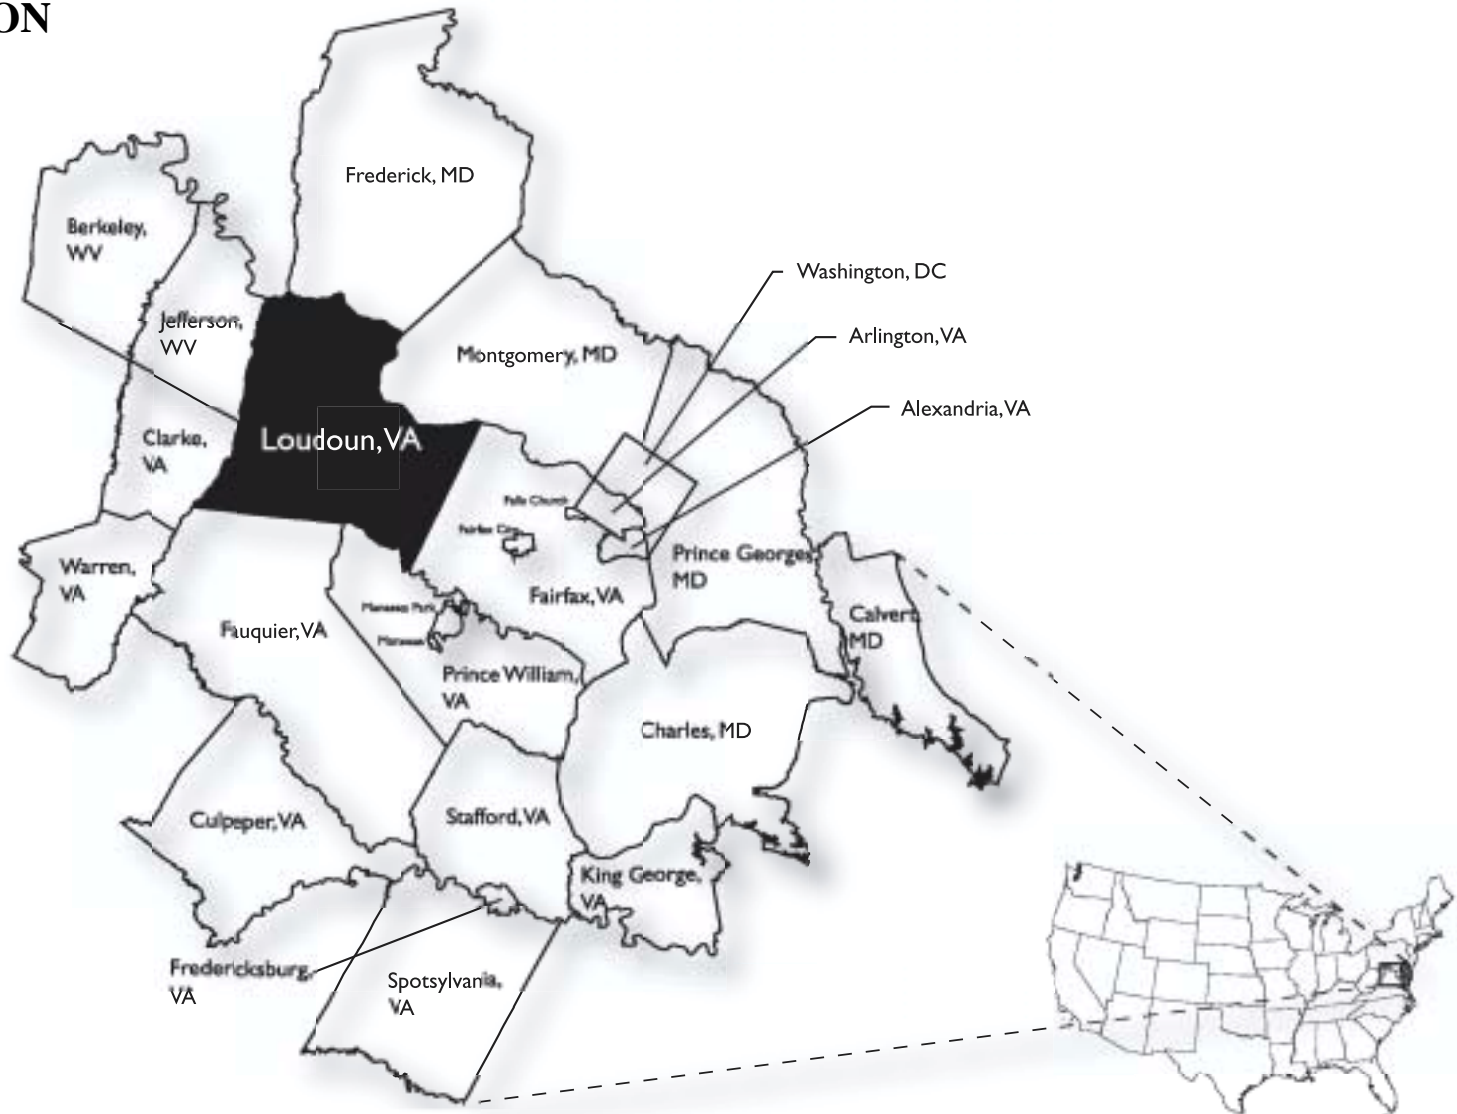 ON
Frederick, MD
Berkeley,
WV
Washington, DC
Jefferson,
WV
Arlington, VA
Montgomery, MD
Alexandria, VA
Clarke,
VA
Loudoun, VA
Falls Church
Fairfax City
Prince Georges
MD
Warren,
VA
Fairfax, VA
Manassas Park
Calvert
MD
Fauquier, VA
Manassas
Prince William,
VA
Charles, MD
Culpeper, VA
Stafford, VA
King George,
VA
Fredericksburg,
VA
Spotsylvania,
VA